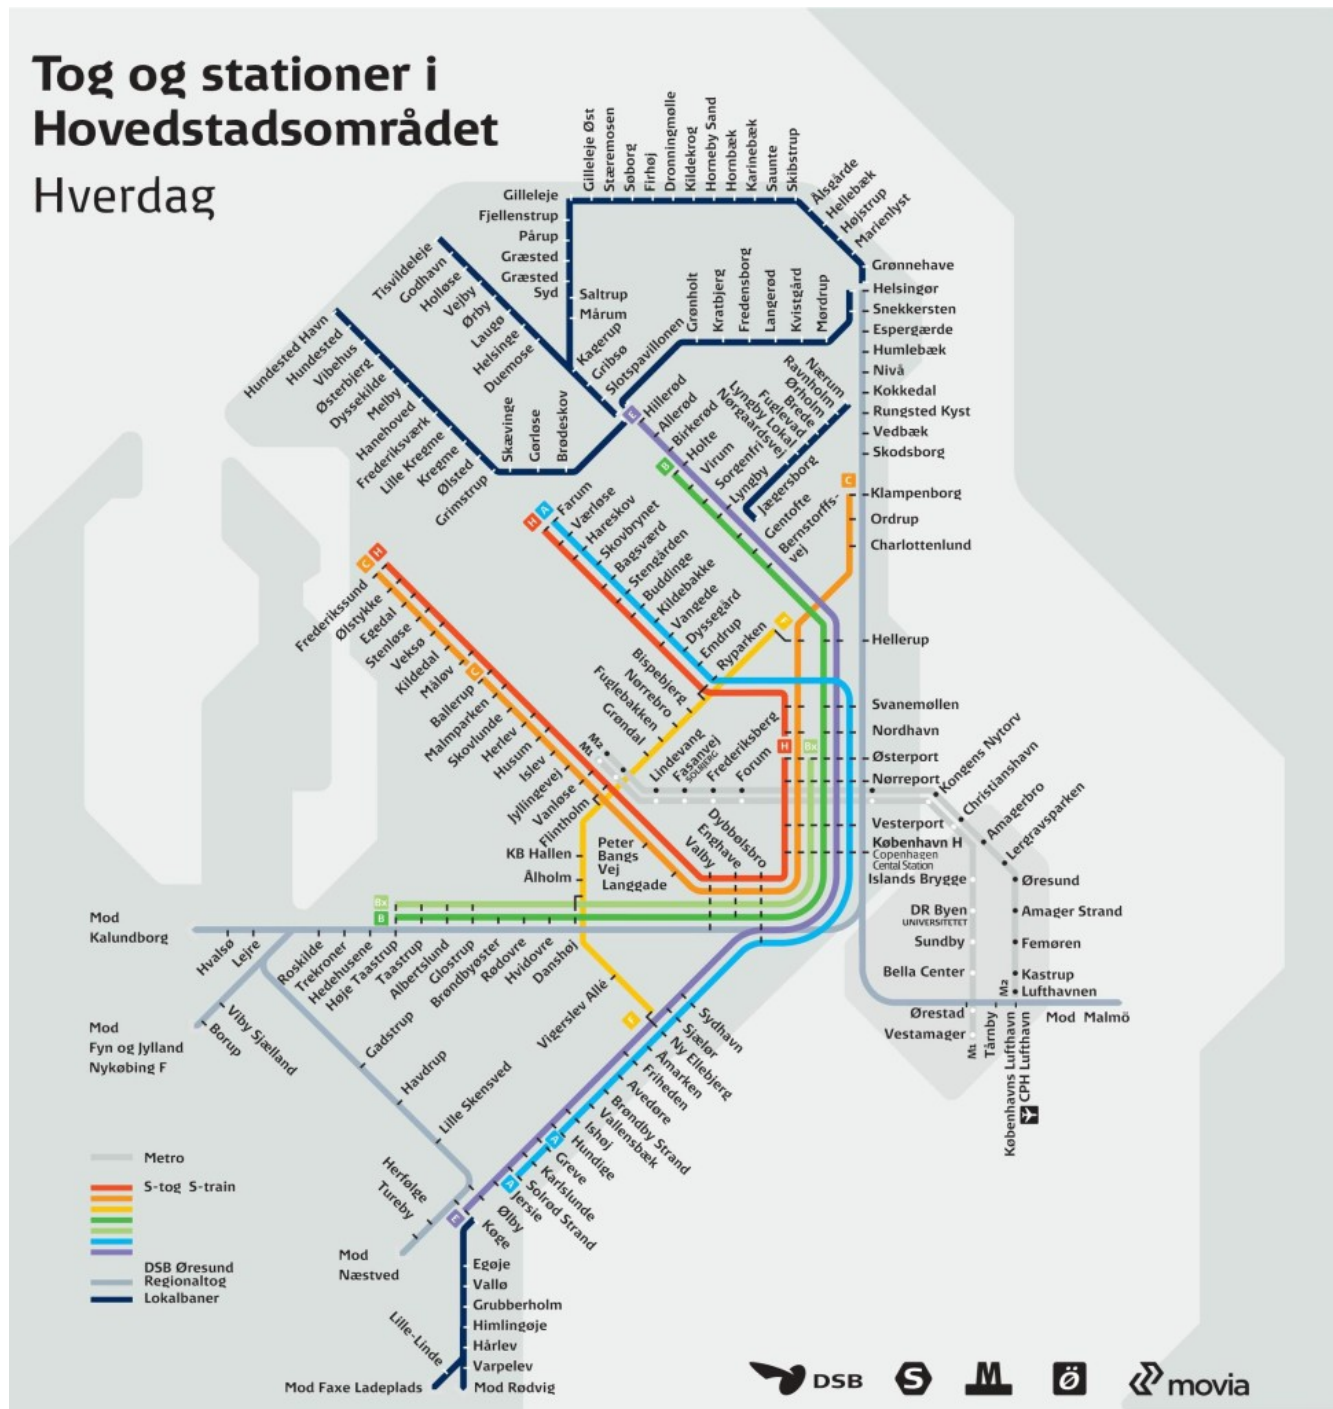 Tog og stationer i
Hovedstadsområdet
Hverdag
Gilleleje Øst
Stæremosen
Søborg
Firhøj
Dronningmølle
Kildekrog
Horneby Sand
Hornbæk
Karinebæk
Saunte
Skibstrup
Ålsgårde
Hellebæk
Højstrup
Marienlyst
Gilleleje
Fjellenstrup
Pårup
Græsted
Græsted
Syd
Saltrup
Mårum
Kagerup
Gribsø
Slotspavillonen
Tisvildeleje
Godhavn
Holløse
Vejby
Ørby
Laugø
Helsinge
Duemose
Grønholt
Kratbjerg
Fredensborg
Langerød
Kvistgård
Mørdrup
Grønnehave
Helsingør
Snekkersten
Espergærde
Humlebæk
Nivå
Kokkedal
Rungsted Kyst
Vedbæk
Skodsborg
Hundested Havn
Hundested
Vibehus
Østerbjerg
Dyssekilde
Melby
Hanehoved
Frederiksværk
Lille Kregme
Kregme
Ølsted
Grimstrup
Skævinge
Gørløse
Brødeskov
E
Hillerød
Allerød
Birkerød
B
Holte
Virum
Sorgenfri
Lyngby
Jægersborg
Gentofte
Bernstorffs-
vej
Nærum
Ravnholm
Ørholm
Brede
Fuglevad
Lyngby Lokal
Nørgaardsvej
C
Klampenborg
Ordrup
Charlottenlund
Hellerup
Svanemøllen
Nordhavn
Østerport
Nørreport
Vesterport
København H
Copenhagen
Cental Station
H
A
Farum
Værløse
Hareskov
Skovbrynet
Bagsværd
Stengården
Buddinge
Kildebakke
Vangede
Dyssegård
Emdrup
Ryparken
F
Bispebjerg
Nørrebro
Fuglebakken
Grøndal
C
H
Frederikssund
Ølstykke
Egedal
Stenløse
Veksø
Kildedal
Måløv
C
Ballerup
Malmparken
Skovlunde
Herlev
Husum
Islev
Jyllingevej
Vanløse
Flintholm
KB Hallen
Ålholm
Peter
Bangs
Vej
Langgade
Valby
Enghave
Dybbølsbro
M2
M1
Lindevang
Fasanvej
SOLBJERG
Frederiksberg
Forum
H
Bx
Kongens Nytorv
Christianshavn
Amagerbro
Lergravsparken
Islands Brygge
DR Byen
UNIVERSITETET
Sundby
Bella Center
Ørestad
Vestamager
M1
Øresund
Amager Strand
Femøren
Kastrup
Lufthavnen
M2
Tårnby
Københavns Lufthavn
CPH Lufthavn
Mod Malmö
Bx
B
Mod
Kalundborg
Hvalsø
Lejre
Roskilde
Trekroner
Hedehusene
Høje Taastrup
Taastrup
Albertslund
Glostrup
Brøndbyøster
Rødovre
Hvidovre
Danshøj
Vigerslev Allé
F
Mod
Fyn og Jylland
Nykøbing F
Viby Sjælland
Borup
Gadstrup
Havdrup
Lille Skensved
Herfølge
Tureby
Mod
Næstved
Sydhavn
Sjælør
Ny Ellebjerg
Åmarken
Friheden
Avedøre
Brøndby Strand
Vallensbæk
Ishøj
Hundige
A
Greve
Karlslunde
Solrød Strand
A
Jersie
Ølby
E
Køge
Egøje
Vallø
Grubberholm
Himlingøje
Hårlev
Varpelev
Mod Rødvig
Lille-Linde
Mod Faxe Ladeplads
Metro
S-tog S-train
DSB Øresund
Regionaltog
Lokalbaner
DSB
S
M
Ö
movia